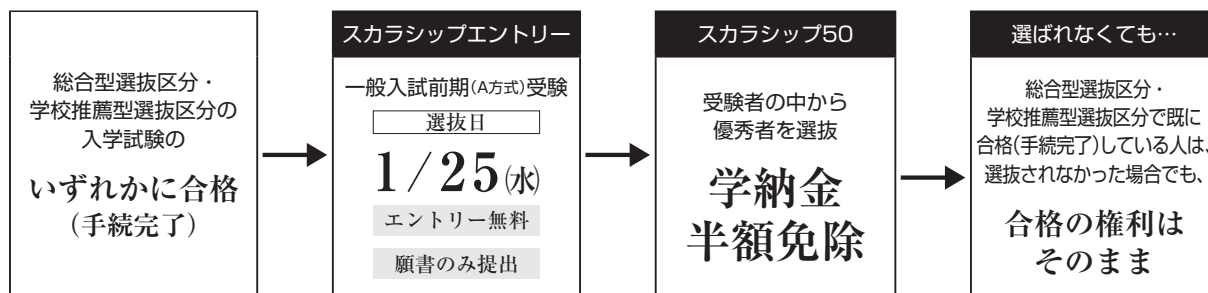 総合型選抜区分・
学校推薦型選抜区分の
入学試験の
いずれかに合格
(手続完了)
スカラシップエントリー
一般入試前期(A方式)受験
選抜日
1/25(水)
エントリー無料
願書のみ提出
スカラシップ50
受験者の中から
優秀者を選抜
学納金
半額免除
選ばれなくても…
総合型選抜区分・
学校推薦型選抜区分で既に
合格(手続完了)している人は、
選抜されなかった場合でも、
合格の権利は
そのまま